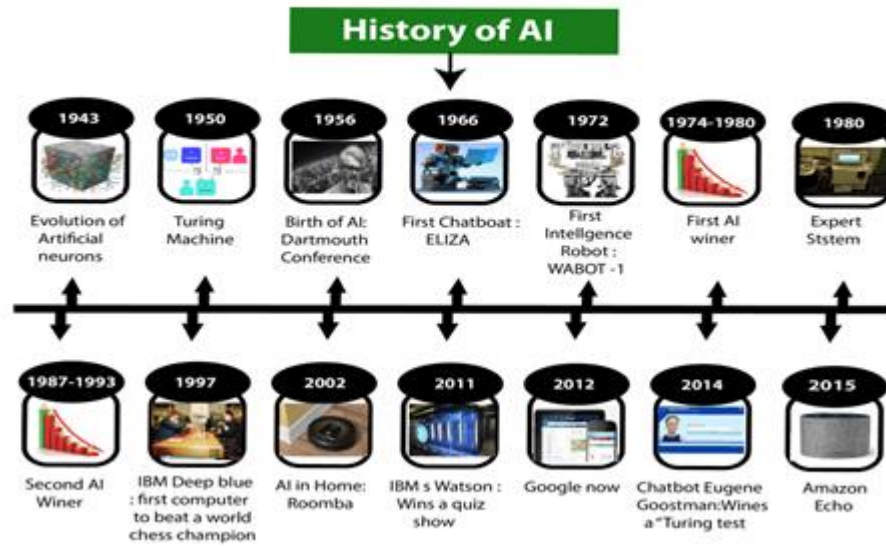 History of AI
1943
1950
1956
1966
1972
1974-1980
1980
Evolution of
Artificial
neurons
Turing
Machine
Birth of AI:
Dartmouth
Conference
First Chatboat :
ELIZA
First
Intellgence
Robot :
WABOT -1
First AI
winer
Expert
Ststem
1987-1993
1997
2002
2011
2012
2014
2015
Second AI
Winer
IBM Deep blue
: first computer
to beat a world
chess champion
AI in Home:
Roomba
IBM s Watson :
Wins a quiz
show
Google now
Chatbot Eugene
Goostman:Wines
a "Turing test
Amazon
Echo